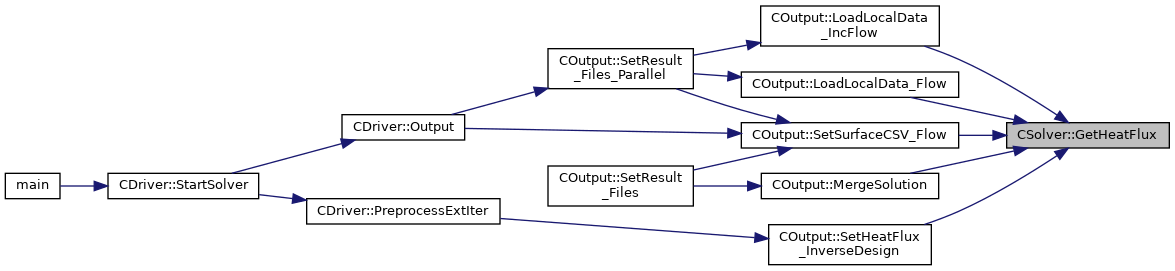 main
CDriver::StartSolver
CDriver::Output
CDriver::PreprocessExtIter
COutput::SetResult
_Files_Parallel
COutput::SetResult
_Files
COutput::LoadLocalData
_IncFlow
COutput::LoadLocalData_Flow
COutput::SetSurfaceCSV_Flow
COutput::MergeSolution
COutput::SetHeatFlux
_InverseDesign
CSolver::GetHeatFlux